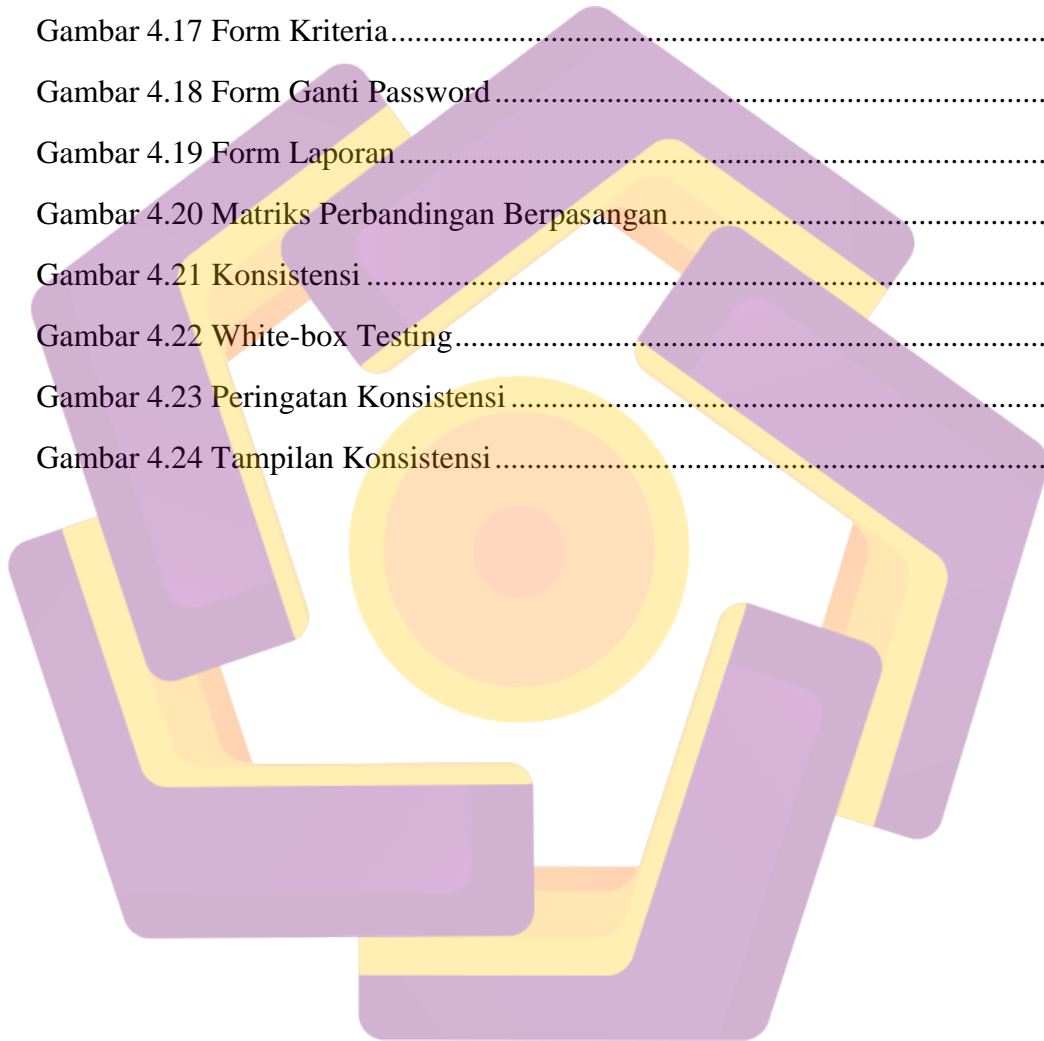 Gambar 4.17 Form Kriteria........................................................................................
Gambar 4.18 Form Ganti Password..........................................................................
Gambar 4.19 Form Laporan.......................................................................................
Gambar 4.20 Matriks Perbandingan Berpasangan..................................................
Gambar 4.21 Konsistensi...........................................................................................
Gambar 4.22 White-box Testing................................................................................
Gambar 4.23 Peringatan Konsistensi........................................................................
Gambar 4.24 Tampilan Konsistensi...........................................................................